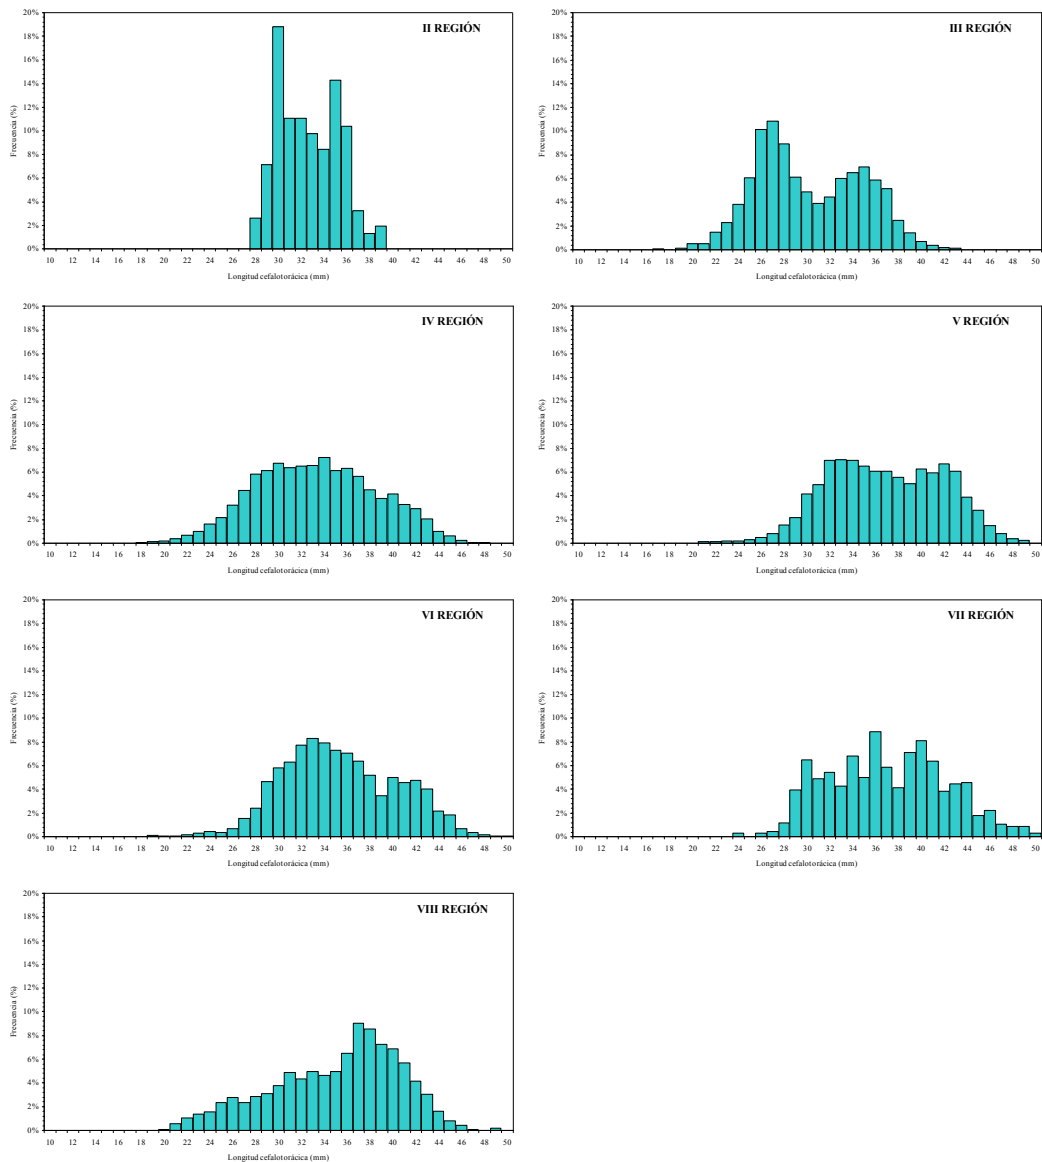 II REGIÓN
20%
18%
16%
14%
12%
10%
8%
6%
4%
2%
0%
Frecuencia (%)
10 12 14 16 18 20 22 24 26 28 30 32 34 36 38 40 42 44 46 48 50
Longitud cefalotorácica (mm)
III REGIÓN
20%
18%
16%
14%
12%
10%
8%
6%
4%
2%
0%
Frecuencia (%)
10 12 14 16 18 20 22 24 26 28 30 32 34 36 38 40 42 44 46 48 50
Longitud cefalotorácica (mm)
IV REGIÓN
20%
18%
16%
14%
12%
10%
8%
6%
4%
2%
0%
Frecuencia (%)
10 12 14 16 18 20 22 24 26 28 30 32 34 36 38 40 42 44 46 48 50
Longitud cefalotorácica (mm)
V REGIÓN
20%
18%
16%
14%
12%
10%
8%
6%
4%
2%
0%
Frecuencia (%)
10 12 14 16 18 20 22 24 26 28 30 32 34 36 38 40 42 44 46 48 50
Longitud cefalotorácica (mm)
VI REGIÓN
20%
18%
16%
14%
12%
10%
8%
6%
4%
2%
0%
Frecuencia (%)
10 12 14 16 18 20 22 24 26 28 30 32 34 36 38 40 42 44 46 48 50
Longitud cefalotorácica (mm)
VII REGIÓN
20%
18%
16%
14%
12%
10%
8%
6%
4%
2%
0%
Frecuencia (%)
10 12 14 16 18 20 22 24 26 28 30 32 34 36 38 40 42 44 46 48 50
Longitud cefalotorácica (mm)
VIII REGIÓN
20%
18%
16%
14%
12%
10%
8%
6%
4%
2%
0%
Frecuencia (%)
10 12 14 16 18 20 22 24 26 28 30 32 34 36 38 40 42 44 46 48 50
Longitud cefalotorácica (mm)